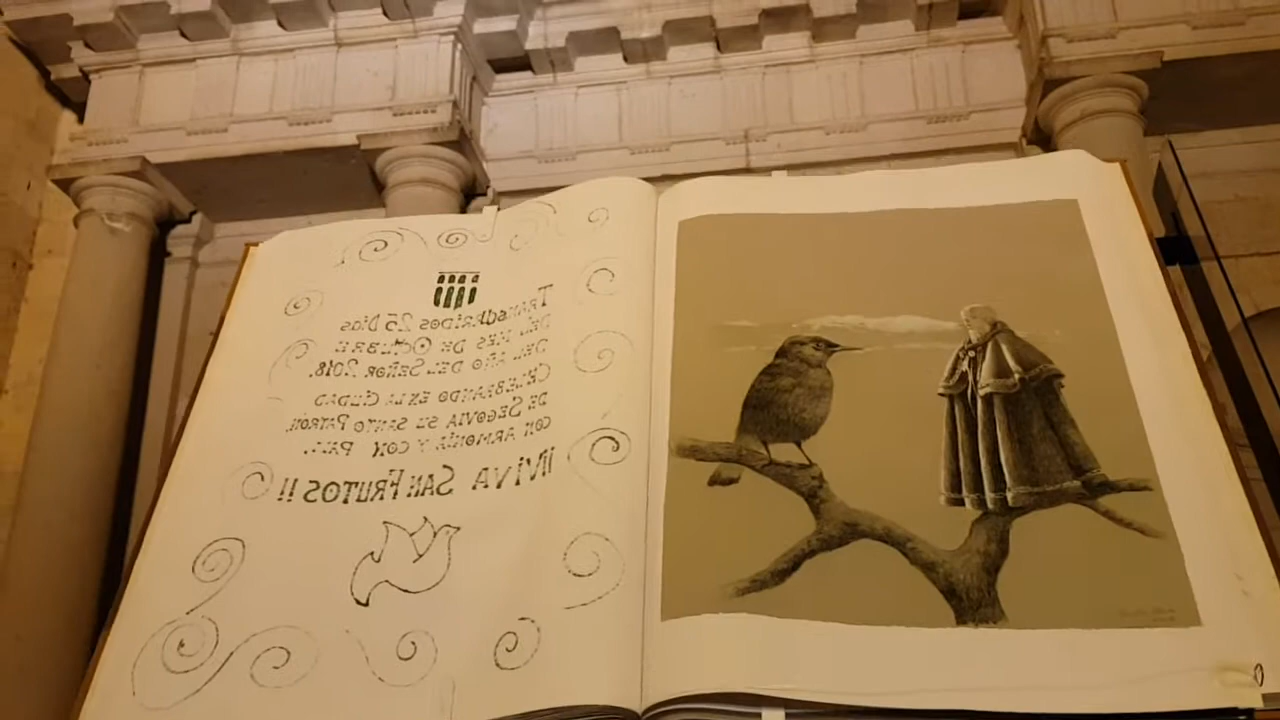 Transcurridos 25 Días
del mes de Octubre
del año del Señor 2018.
Celebrando en la Ciudad
de Segovia su Santo Patrón,
con armonía y con paz.
¡¡Viva San Frutos!!